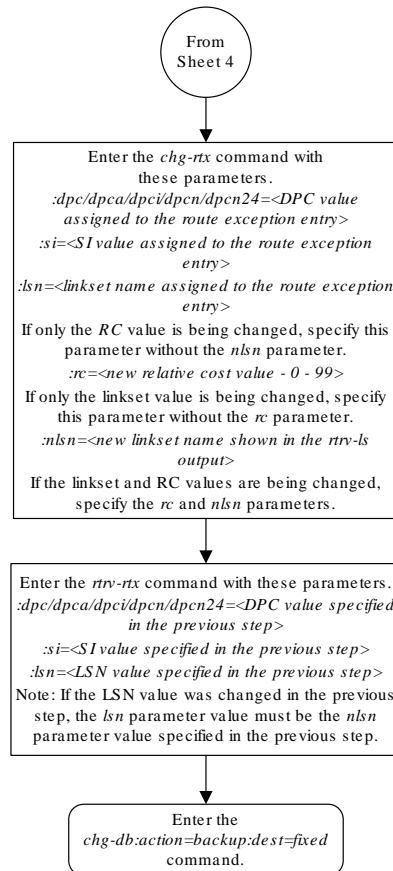 From
Sheet 4
Enter the chg-rtx command with
these parameters.
:dpc/dpca/dpci/dpcn/dpcn24=<DPC value
assigned to the route exception entry>
:si=<SI value assigned to the route exception
entry>
:lsn=<linkset name assigned to the route exception
entry>
If only the RC value is being changed, specify this
parameter without the nlsn parameter.
:rc=<new relative cost value - 0 - 99>
If only the linkset value is being changed, specify
this parameter without the rc parameter.
:nlsn=<new linkset name shown in the rtrv-ls
output>
If the linkset and RC values are being changed,
specify the rc and nlsn parameters.
Enter the rtrv-rtx command with these parameters.
:dpc/dpca/dpci/dpcn/dpcn24=<DPC value specified
in the previous step>
:si=<SI value specified in the previous step>
:lsn=<LSN value specified in the previous step>
Note: If the LSN value was changed in the previous
step, the lsn parameter value must be the nlsn
parameter value specified in the previous step.
Enter the
chg-db:action=backup:dest=fixed
command.